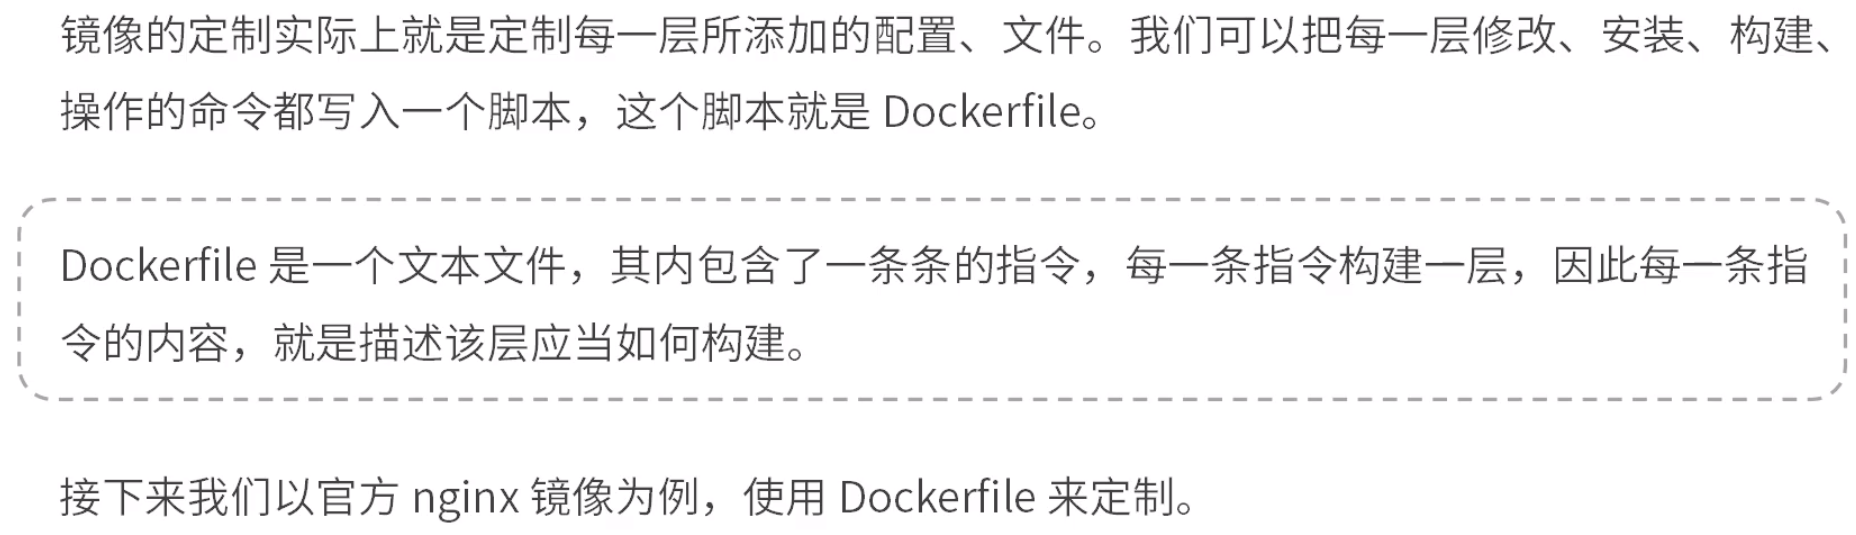 镜像的定制实际上就是定制每一层所添加的配置、文件。我们可以把每一层修改、安装、构建、
操作的命令都写入一个脚本，这个脚本就是 Dockerfile。
Dockerfile 是一个文本文件，其内包含了一条条的指令，每一条指令构建一层，因此每一条指
令的内容，就是描述该层应当如何构建。
接下来我们以官方 nginx 镜像为例，使用 Dockerfile 来定制。